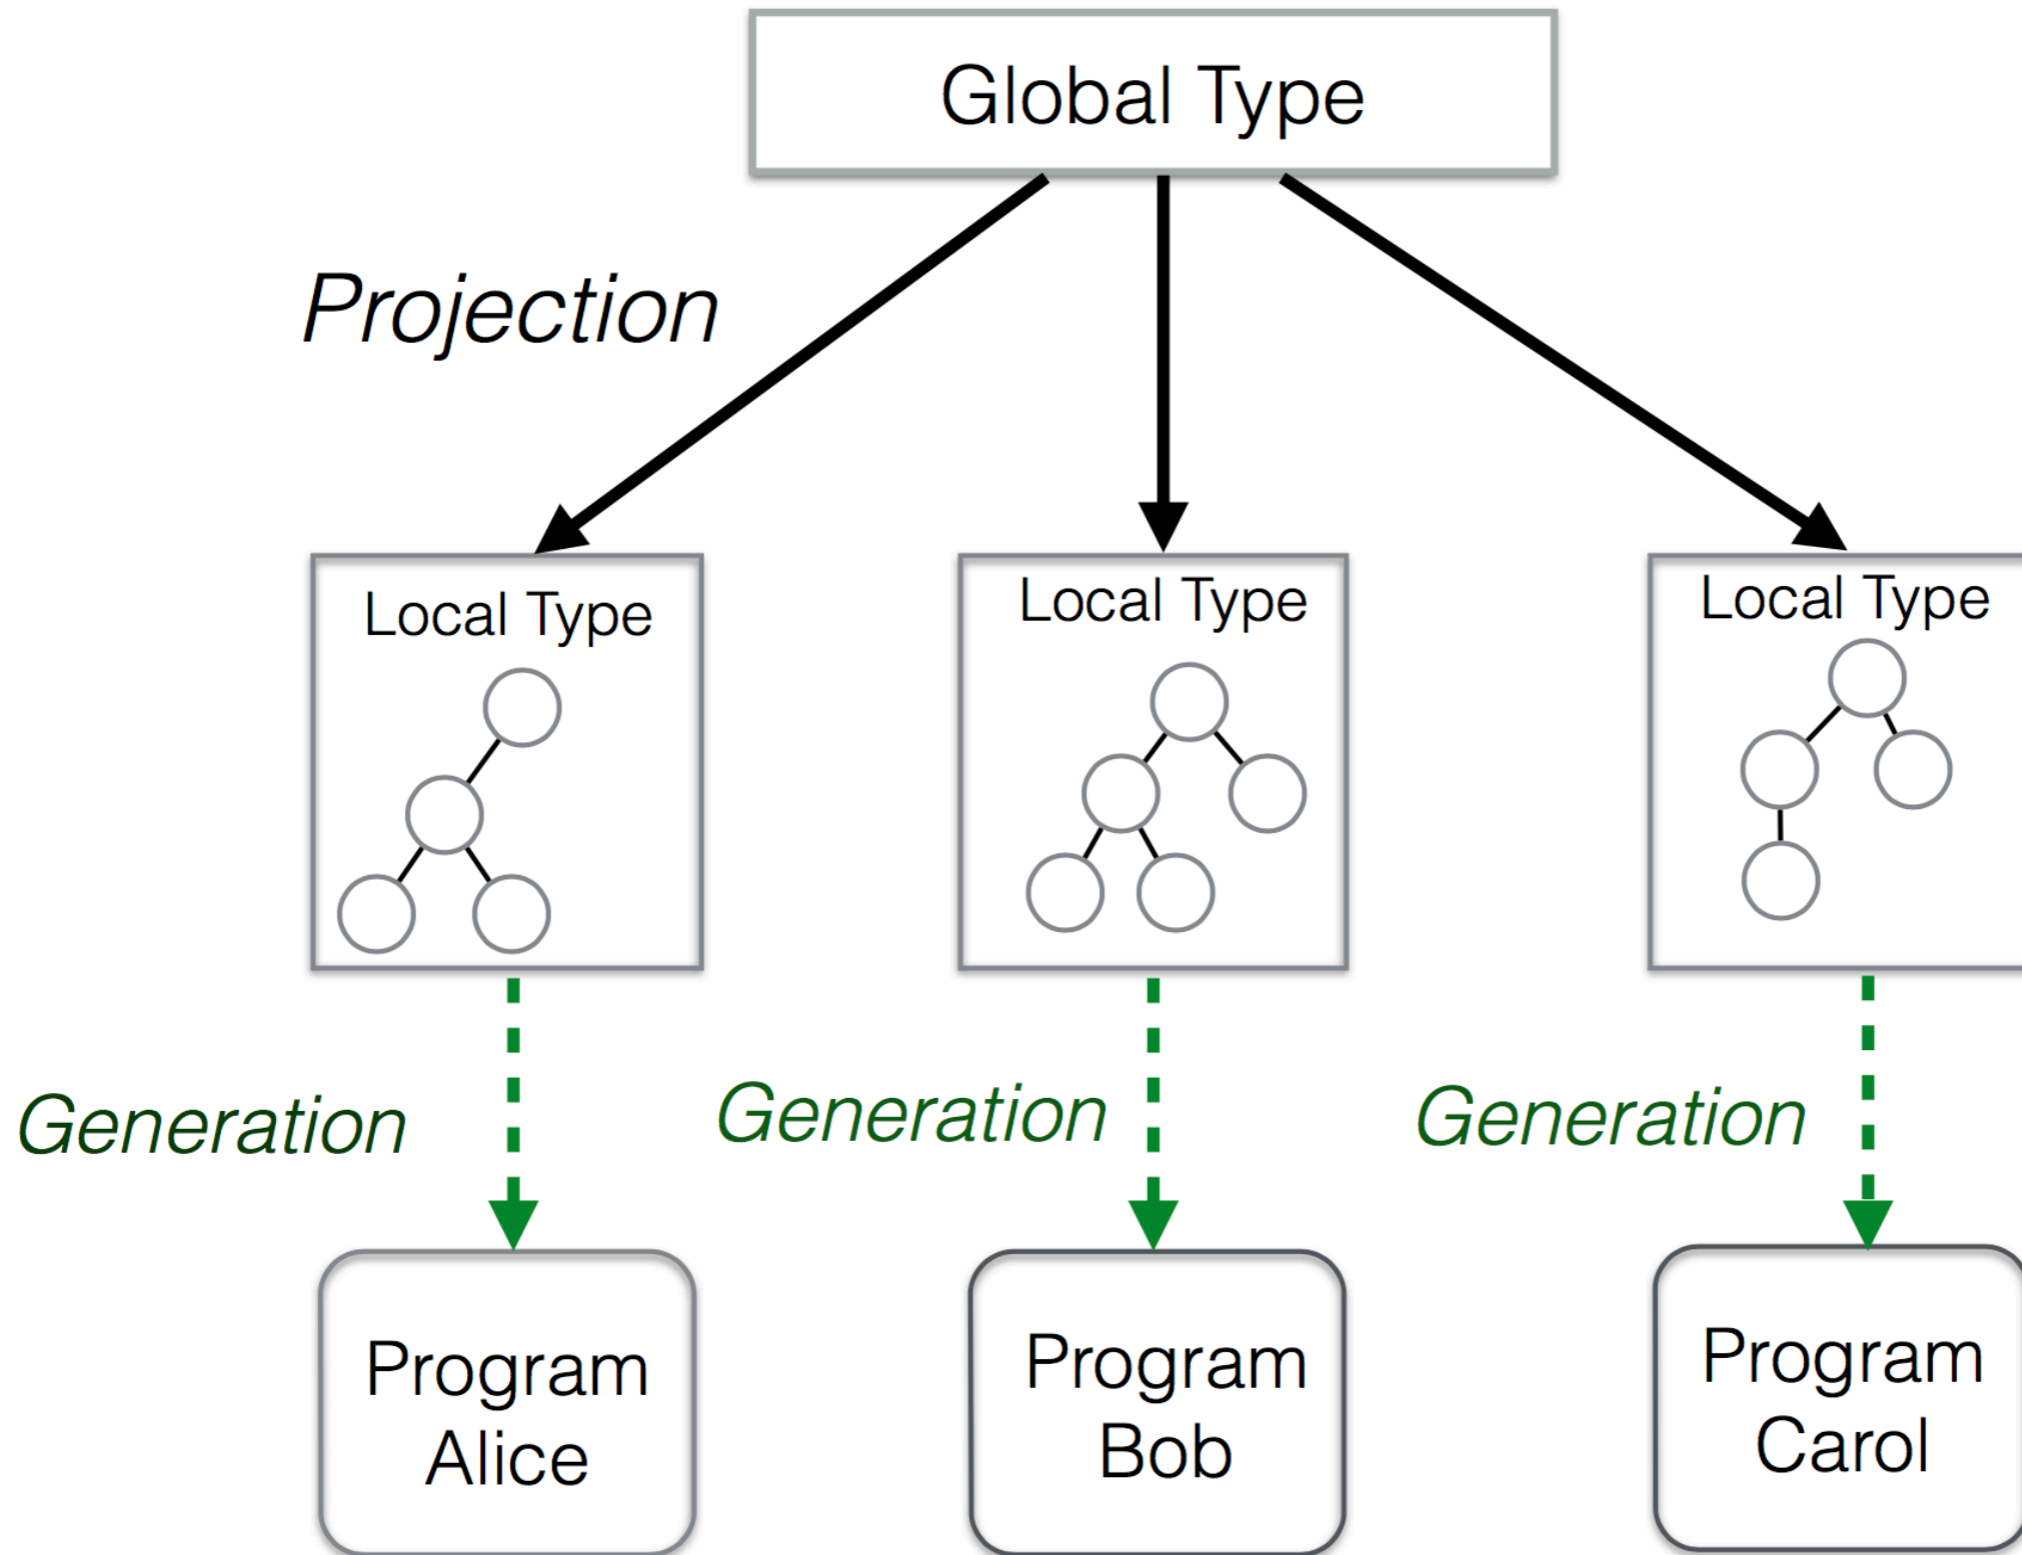 Global Type
Projection
Local Type
Local Type
Local Type
Generation
Generation
Generation
Program
Alice
Program
Bob
Program
Carol